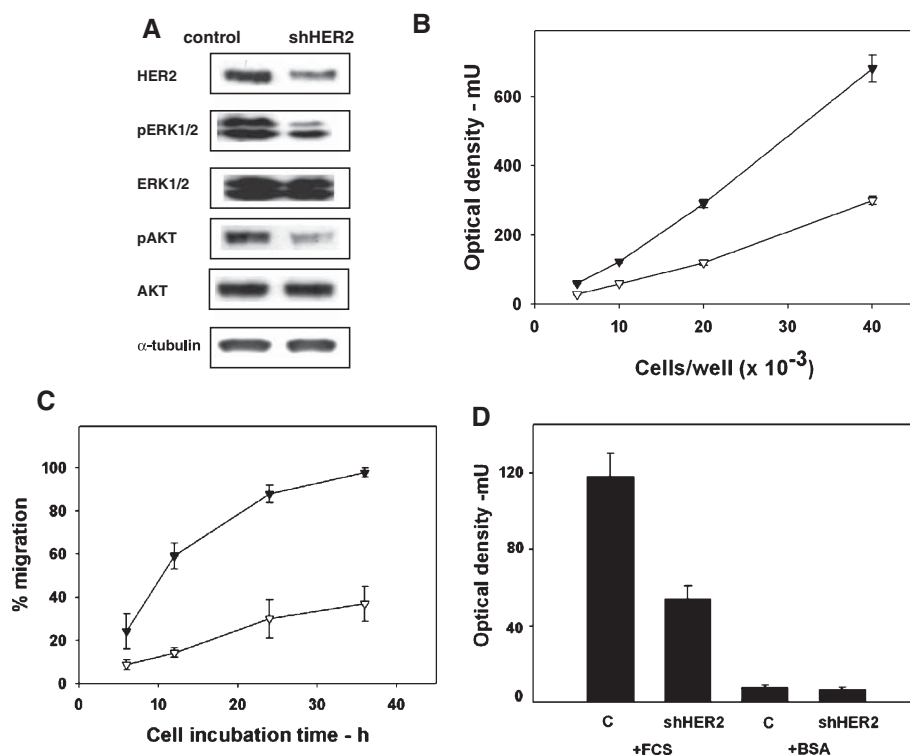 A
control shHER2
HER2
pERK1/2
ERK1/2
pAKT
AKT
α-tubulin
B
Optical density - mU
600
400
200
0
0 10 20 30 40
Cells/well (x 10-3)
C
% migration
100
80
60
40
20
0
0 10 20 30 40
Cell incubation time - h
D
Optical density -mU
120
80
40
0
C shHER2 C shHER2
+FCS +BSA